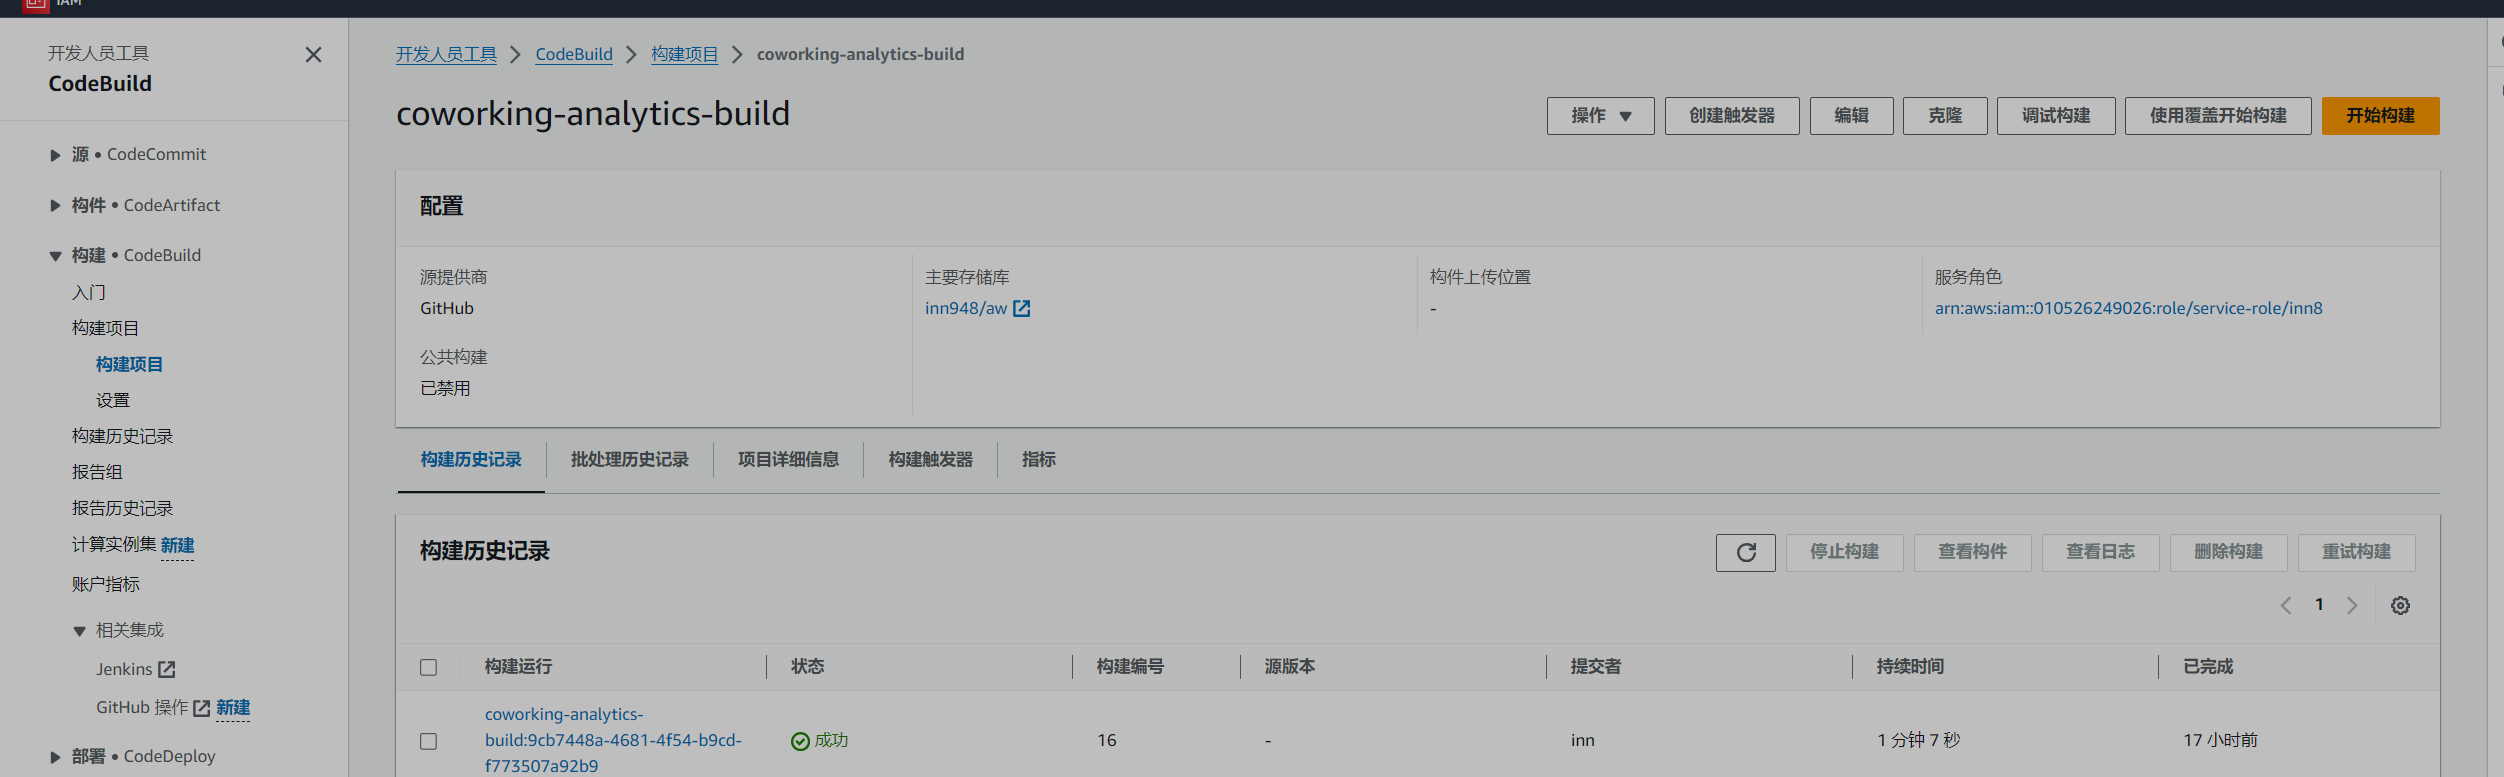 IAM
开发人员工具
CodeBuild
源 • CodeCommit
构件 • CodeArtifact
构建 • CodeBuild
入门
构建项目
构建项目
设置
构建历史记录
报告组
报告历史记录
计算实例集 新建
账户指标
相关集成
Jenkins
GitHub 操作 新建
部署 • CodeDeploy
开发人员工具 > CodeBuild > 构建项目 > coworking-analytics-build
coworking-analytics-build
操作 创建触发器 编辑 克隆 调试构建 使用覆盖开始构建 开始构建
配置
源提供商 主要存储库 构件上传位置 服务角色
GitHub inn948/aw - arn:aws:iam::010526249026:role/service-role/inn8
公共构建
已禁用
构建历史记录 批处理历史记录 项目详细信息 构建触发器 指标
构建历史记录 停止构建 查看构件 查看日志 删除构建 重试构建
1
构建运行 状态 构建编号 源版本 提交者 持续时间 已完成
coworking-analytics-
build:9cb7448a-4681-4f54-b9cd- 成功 16 - inn 1 分钟 7 秒 17 小时前
f773507a92b9